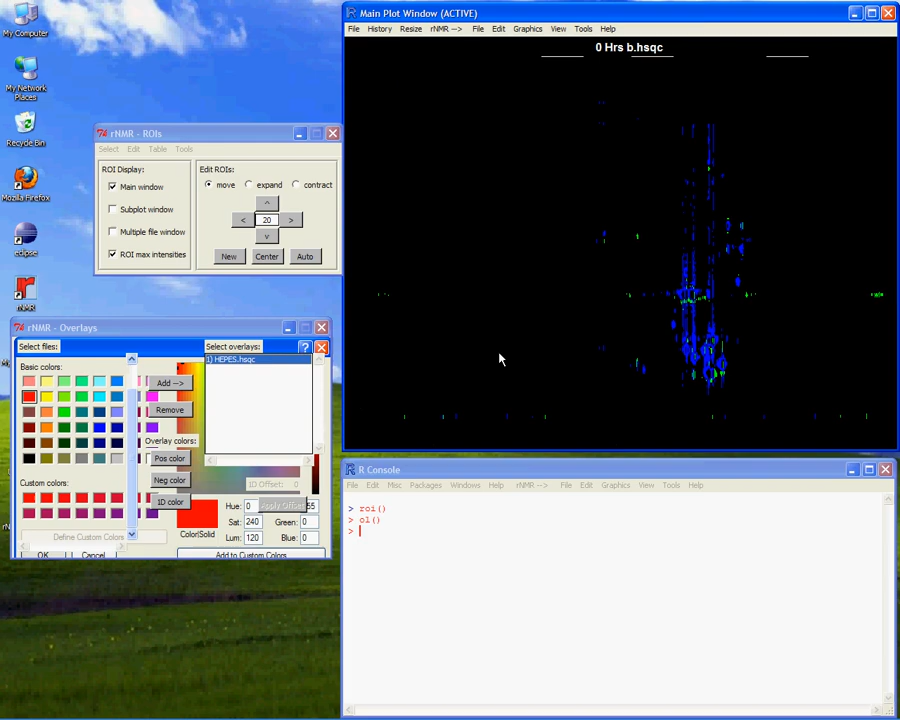 My Computer
My Network
Places
Recycle Bin
Mozilla Firefox
eclipse
rNMR
Main Plot Window (ACTIVE)
File History Resize rNMR --> File Edit Graphics View Tools Help
0 Hrs b.hsqc
rNMR - ROIs
Select Edit Table Tools
ROI Display:
Main window
Subplot window
Multiple file window
ROI max intensities
Edit ROIs:
move expand contract
^
< 20 >
v
New Center Auto
rNMR - Overlays
Select files:
Select overlays:
Basic colors:
1) HEPES.hsqc
Add -->
Remove
Overlay colors:
Pos color
Neg color
1D color
Custom colors:
1D Offset: 0
Apply Offset
Define Custom Colors
OK Cancel
Color|Solid
Hue: 0
Sat: 240 Green: 0
Lum: 120 Blue: 0
Add to Custom Colors
R Console
File Edit Misc Packages Windows Help rNMR --> File Edit Graphics View Tools Help
> roi()
> ol()
>